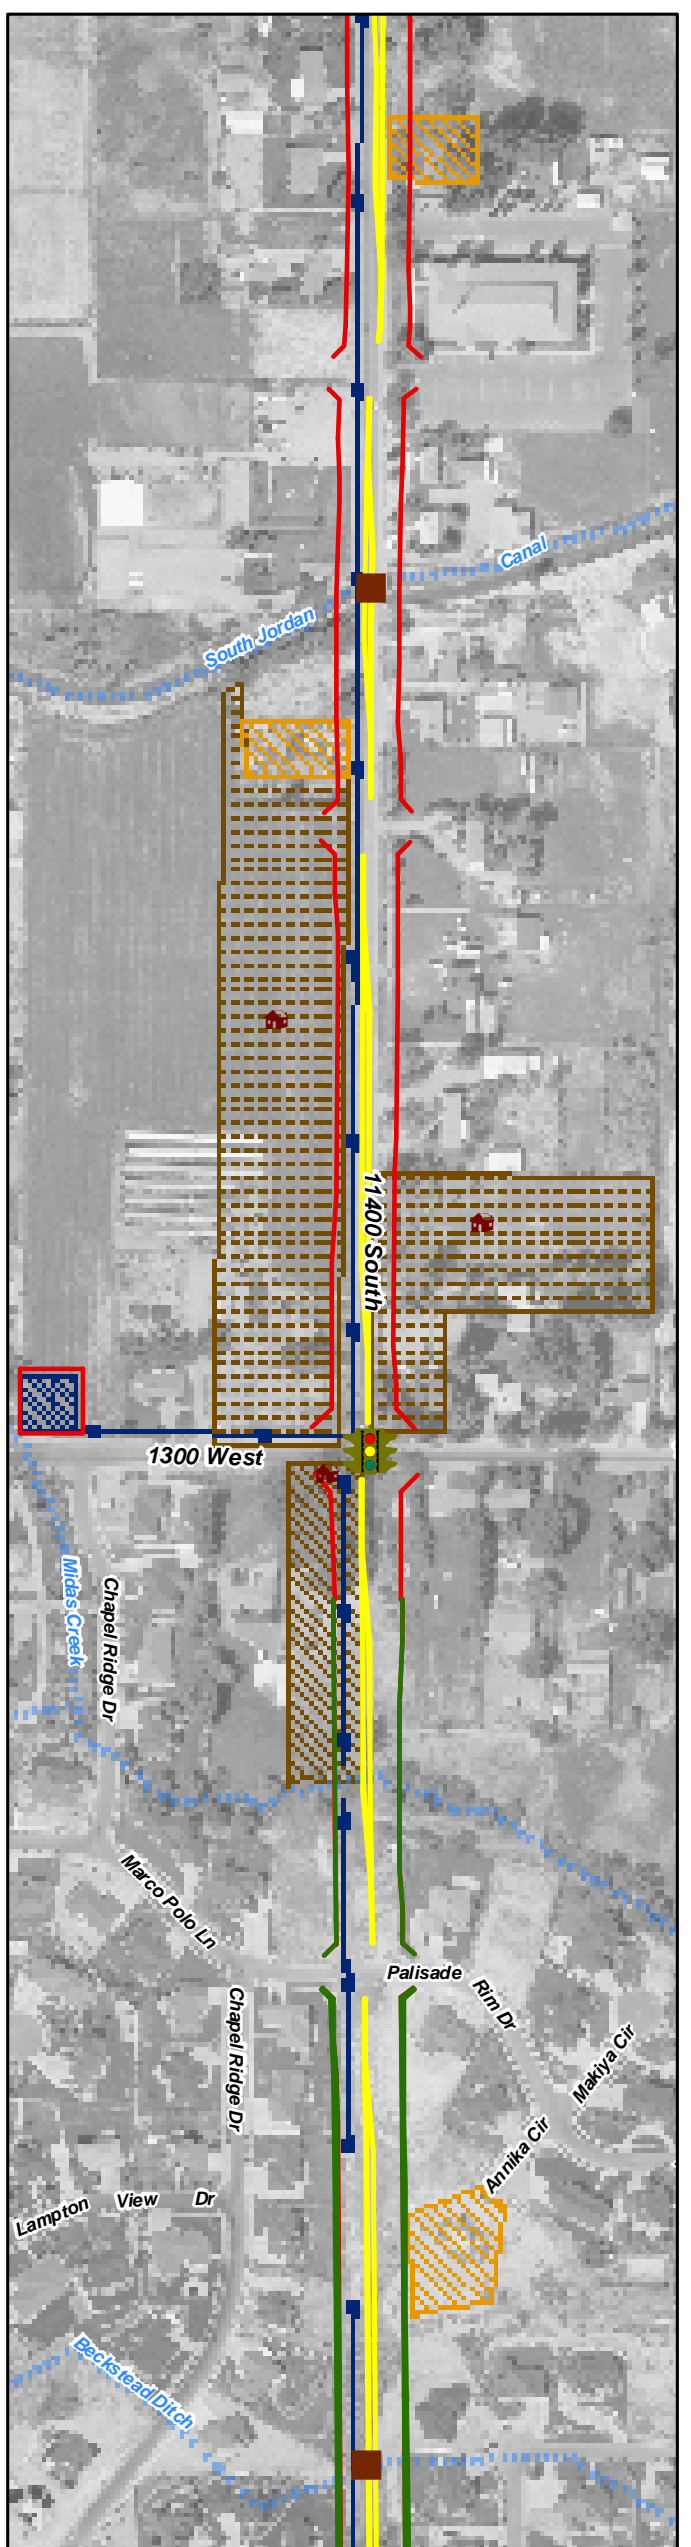 Canal
South Jordan
11400 South
1300 West
Midas Creek
Chapel Ridge Dr
Marco Polo Ln
Palisade
Rim Dr
Chapel Ridge Dr
Makiya Cir
Annika Cir
Lampton View Dr
Beckstead Ditch